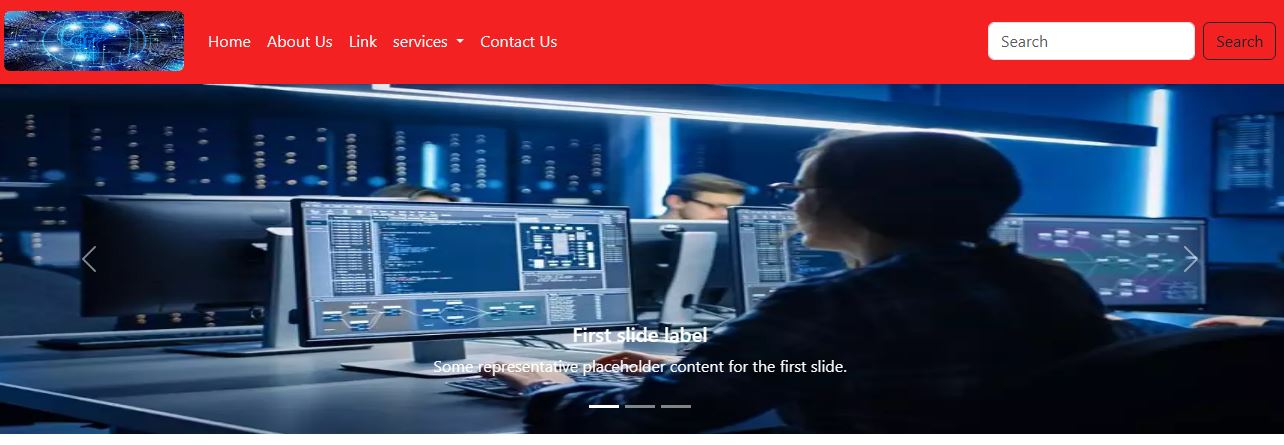 Home About Us Link services Contact Us Search Search
First slide label
Some representative placeholder content for the first slide.